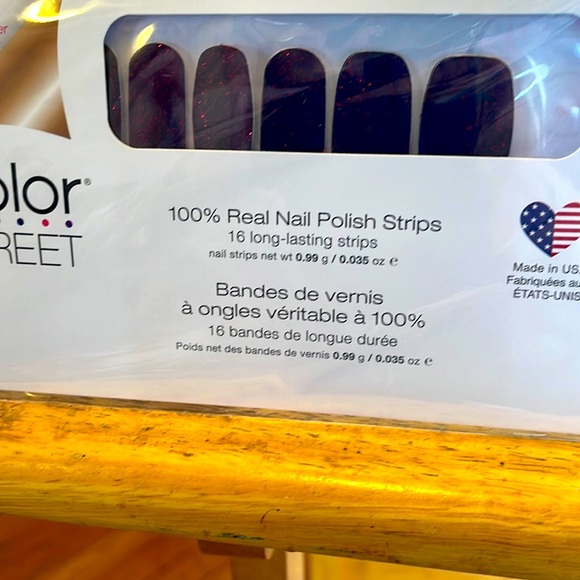 er
olor®
REET
100% Real Nail Polish Strips
16 long-lasting strips
nail strips net wt 0.99 g / 0.035 oz ℮
Bandes de vernis
à ongles véritable à 100%
16 bandes de longue durée
Poids net des bandes de vernis 0.99 g / 0.035 oz ℮
Made in US
Fabriquées au
ÉTATS-UNIS